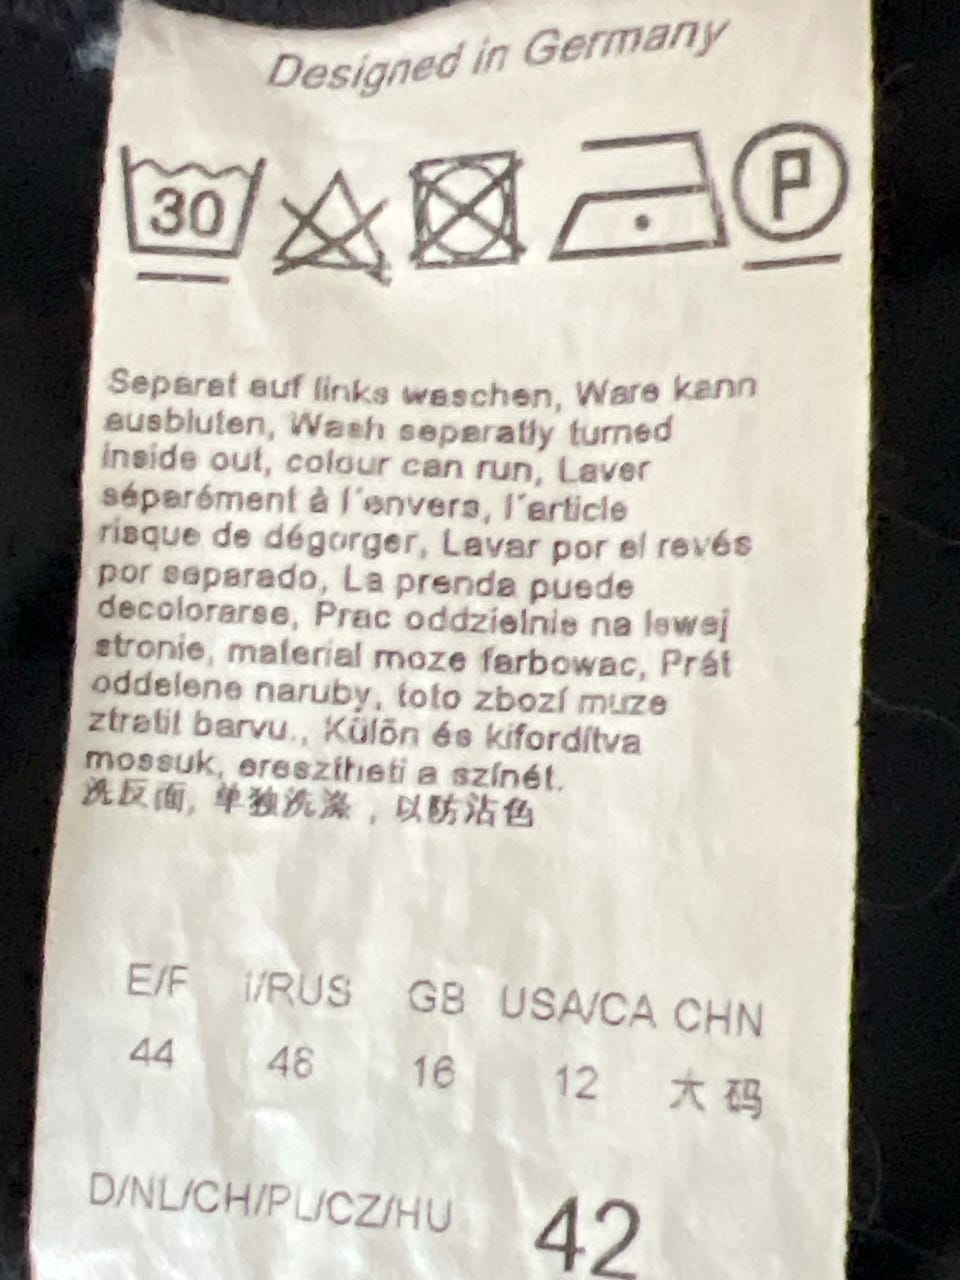 Designed in Germany
30
P
Separat auf links waschen, Ware kann
ausbluten, Wash separatly turned
inside out, colour can run, Laver
séparément à l´envers, l´article
risque de dégorger, Lavar por el revés
por separado, La prenda puede
decolorarse, Prac oddzielnie na lewej
stronie, material moze farbowac, Prát
oddelene naruby, toto zbozí muze
ztratit barvu., Külön és kifordítva
mossuk, eresztheti a színét.
洗反面, 单独洗涤，以防沾色
E/F I/RUS GB USA/CA CHN
44 48 16 12 大码
D/NL/CH/PL/CZ/HU 42